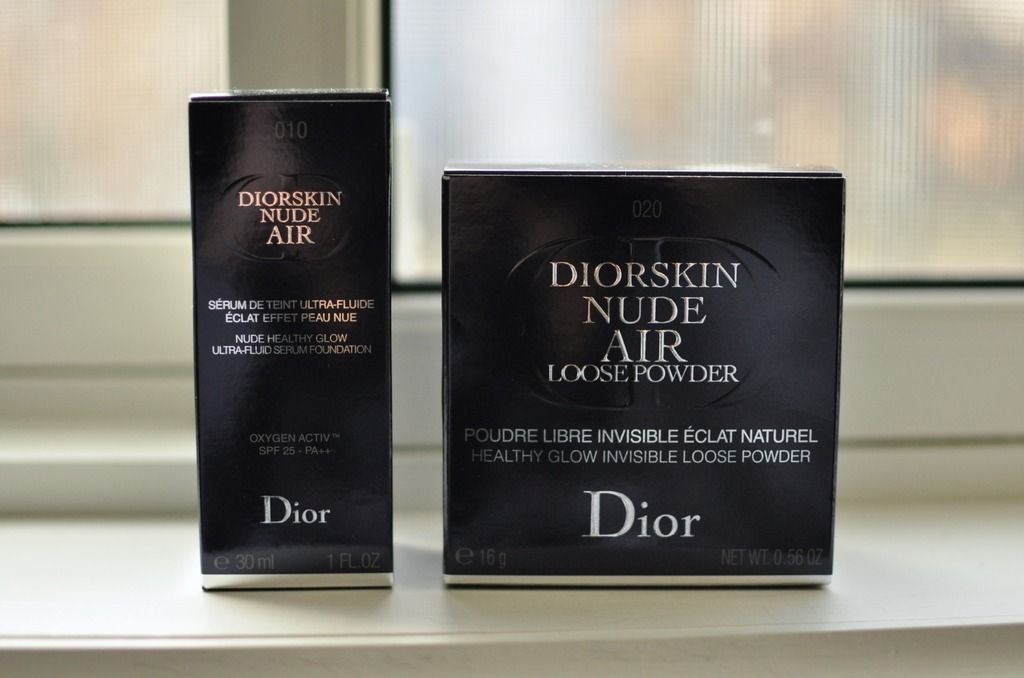 010
DIORSKIN
NUDE
AIR
SÉRUM DE TEINT ULTRA-FLUIDE
ÉCLAT EFFET PEAU NUE
NUDE HEALTHY GLOW
ULTRA-FLUID SERUM FOUNDATION
OXYGEN ACTIV™
SPF 25 - PA++
Dior
℮ 30 ml 1 FL.OZ
020
DIORSKIN
NUDE
AIR
LOOSE POWDER
POUDRE LIBRE INVISIBLE ÉCLAT NATUREL
HEALTHY GLOW INVISIBLE LOOSE POWDER
Dior
℮ 16 g NET WT. 0.56 OZ